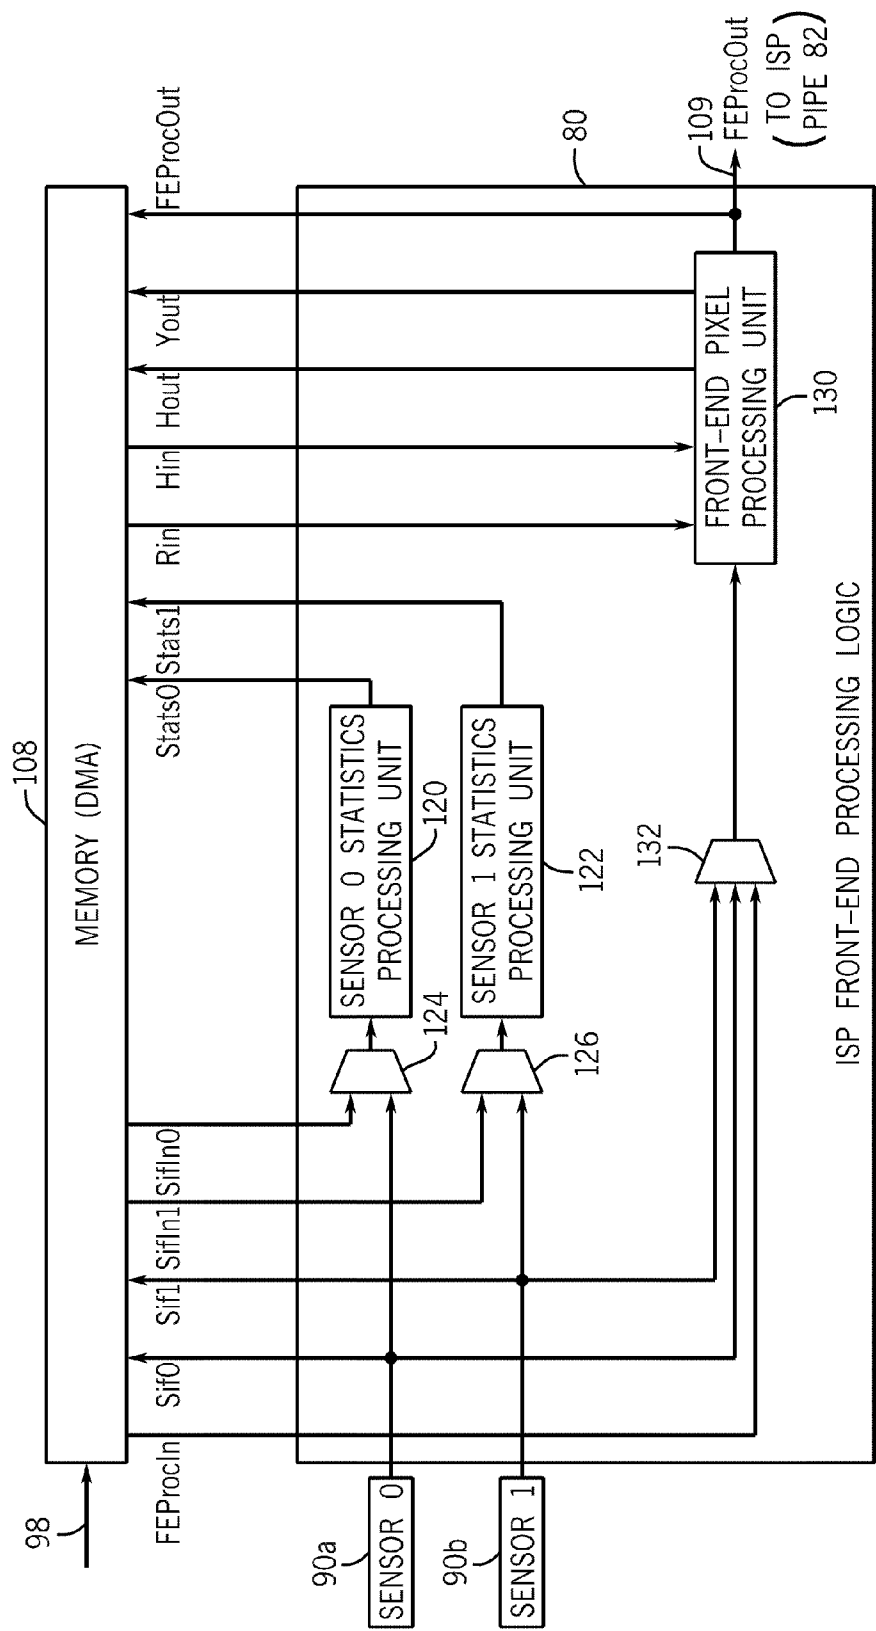 98
108
MEMORY (DMA)
FEProcIn
Sif0
Sif1
SifIn1
SifIn0
Stats0
Stats1
Rin
Hin
Hout
Yout
FEProcOut
80
90a
SENSOR 0
90b
SENSOR 1
124
SENSOR 0 STATISTICS
PROCESSING UNIT
120
126
SENSOR 1 STATISTICS
PROCESSING UNIT
122
132
FRONT-END PIXEL
PROCESSING UNIT
130
109
FEProcOut
(TO ISP
PIPE 82)
ISP FRONT-END PROCESSING LOGIC